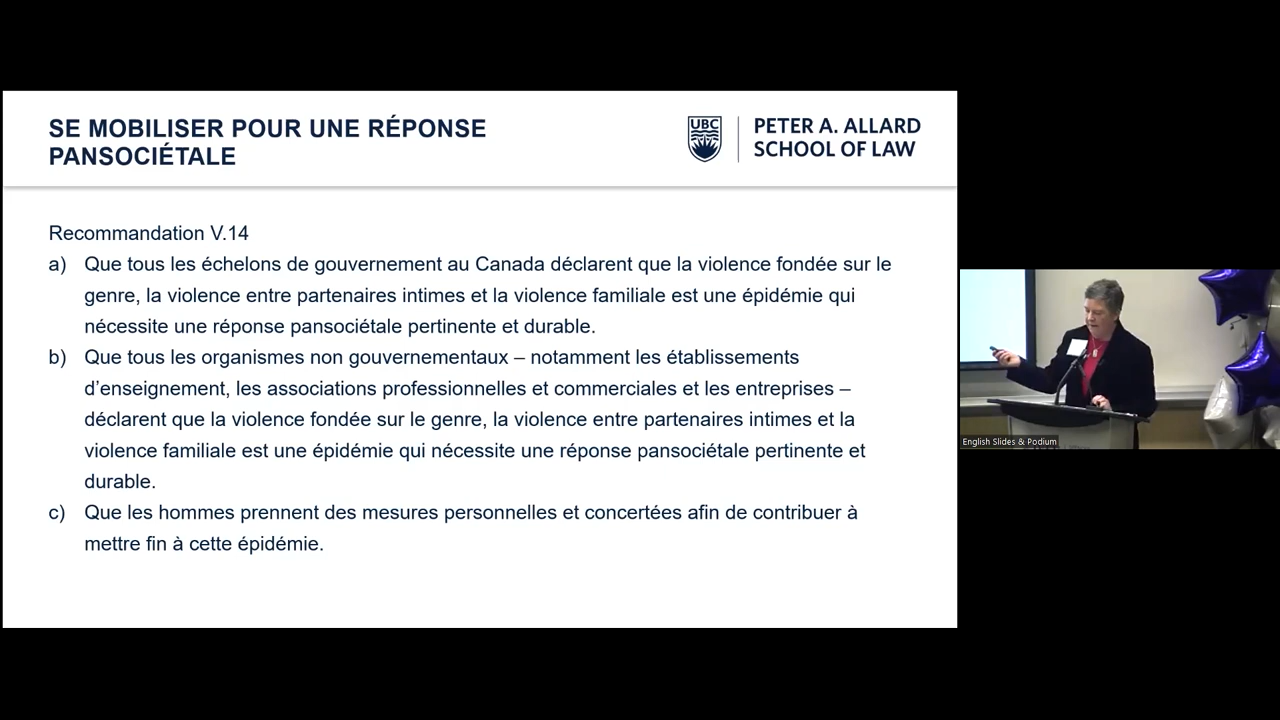 SE MOBILISER POUR UNE RÉPONSE
PANSOCIÉTALE
UBC
PETER A. ALLARD
SCHOOL OF LAW
Recommandation V.14
a) Que tous les échelons de gouvernement au Canada déclarent que la violence fondée sur le
genre, la violence entre partenaires intimes et la violence familiale est une épidémie qui
nécessite une réponse pansociétale pertinente et durable.
b) Que tous les organismes non gouvernementaux – notamment les établissements
d’enseignement, les associations professionnelles et commerciales et les entreprises –
déclarent que la violence fondée sur le genre, la violence entre partenaires intimes et la
violence familiale est une épidémie qui nécessite une réponse pansociétale pertinente et
durable.
c) Que les hommes prennent des mesures personnelles et concertées afin de contribuer à
mettre fin à cette épidémie.
English Slides & Podium